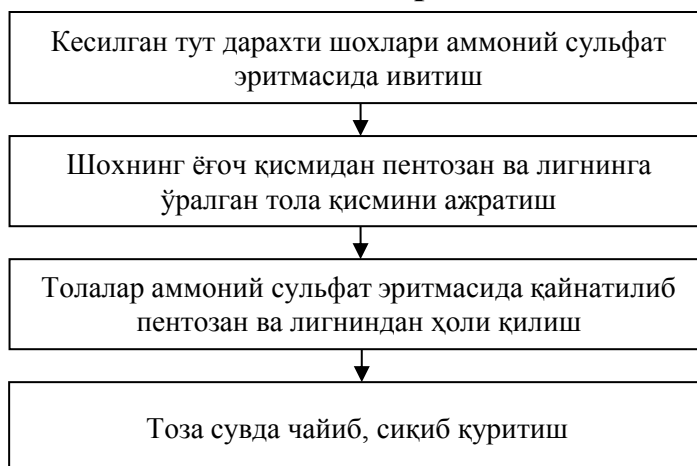 Кесилган тут дарахти шохлари аммоний сульфат
эритмасида ивитиш
Шохнинг ёғоч қисмидан пентозан ва лигнинга
ўралган тола қисмини ажратиш
Толалар аммоний сульфат эритмасида қайнатилиб
пентозан ва лигниндан ҳоли қилиш
Тоза сувда чайиб, сиқиб қуритиш